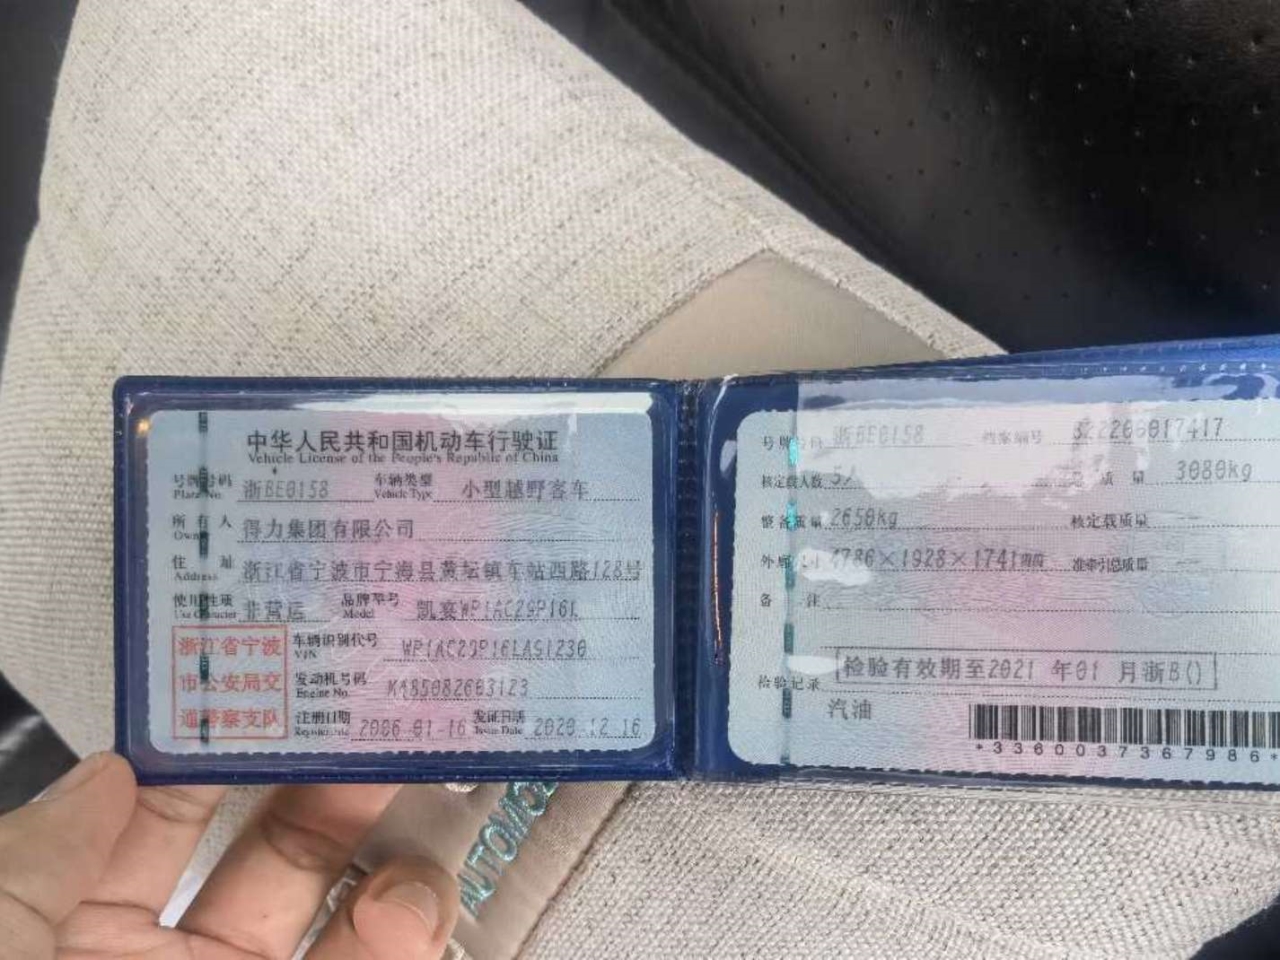 中华人民共和国机动车行驶证
Vehicle License of the People's Republic of China
号牌号码 浙BE0158 车辆类型 小型越野客车
Plate No. Vehicle Type
所有人 得力集团有限公司
Owner
住址 浙江省宁波市宁海县黄坛镇车站西路128号
Address
使用性质 非营运 品牌型号 凯宴WP1AC29P16L
Use Character Model
浙江省宁波
市公安局交
通警察支队
车辆识别代号 WP1AC29P16LA91230
VIN
发动机号码
Engine No.
注册日期 2006-01-16 发证日期 2020-12-16
Register Date Issue Date
号牌号码 浙BE0158 档案编号
核定载人数 5人 质量 3080kg
整备质量 2650kg 核定载质量 --
外廓尺寸 4786×1928×1741mm 准牵引总质量 --
备注
检验记录 检验有效期至2021年01月浙B()
汽油
*3360037367986*
AUTOMO